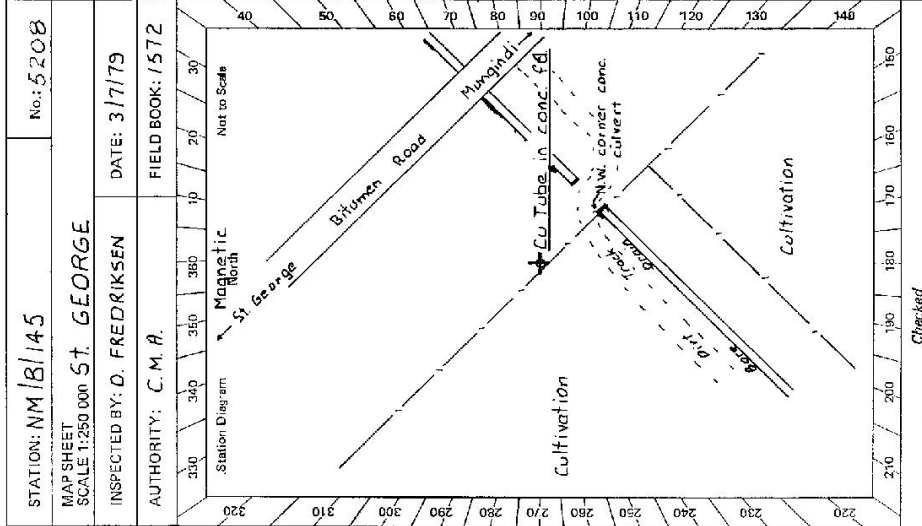 STATION: NM/B/145
No.: 5208
MAP SHEET
SCALE 1:250 000 St. GEORGE
INSPECTED BY: D. FREDRIKSEN
DATE: 3/7/79
AUTHORITY: C.M.A.
FIELD BOOK: 1572
330 340 350 360 10 20 30
Station Diagram
Magnetic
North
Not to Scale
320 310 300 290 280 270 260 250 240 230 220
40 50 60 70 80 90 100 110 120 130 140
St. George
Bitumen Road
Mungindi
Cu Tube in conc. fd.
N.W. corner conc.
culvert
Cultivation
Dirt Track
Bore Drain
Cultivation
210 200 190 180 170 160 150
Checked